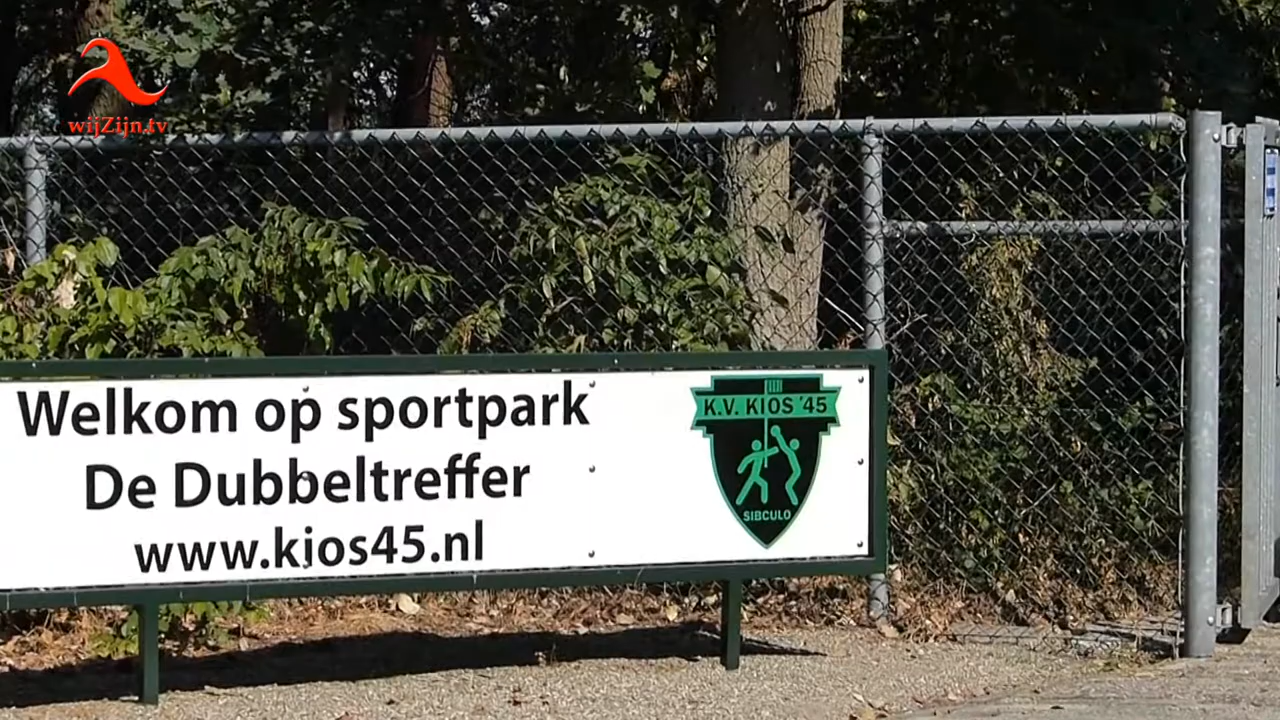 wijZijn.tv
Welkom op sportpark
De Dubbeltreffer
www.kios45.nl
K.V. KIOS '45
SIBCULO